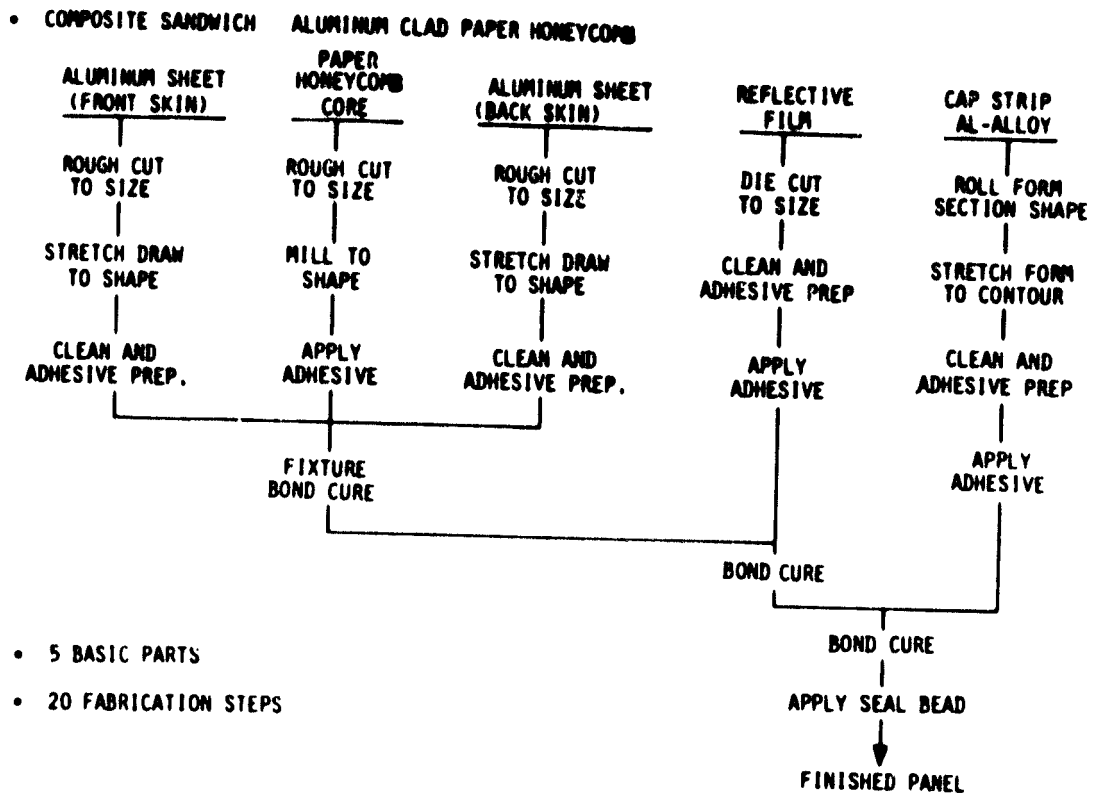 • COMPOSITE SANDWICH ALUMINUM CLAD PAPER HONEYCOMB
ALUMINUM SHEET
(FRONT SKIN)
ROUGH CUT
TO SIZE
STRETCH DRAW
TO SHAPE
CLEAN AND
ADHESIVE PREP.
PAPER
HONEYCOMB
CORE
ROUGH CUT
TO SIZE
MILL TO
SHAPE
APPLY
ADHESIVE
ALUMINUM SHEET
(BACK SKIN)
ROUGH CUT
TO SIZE
STRETCH DRAW
TO SHAPE
CLEAN AND
ADHESIVE PREP.
FIXTURE
BOND CURE
REFLECTIVE
FILM
DIE CUT
TO SIZE
CLEAN AND
ADHESIVE PREP
APPLY
ADHESIVE
BOND CURE
CAP STRIP
AL-ALLOY
ROLL FORM
SECTION SHAPE
STRETCH FORM
TO CONTOUR
CLEAN AND
ADHESIVE PREP
APPLY
ADHESIVE
BOND CURE
APPLY SEAL BEAD
FINISHED PANEL
• 5 BASIC PARTS
• 20 FABRICATION STEPS